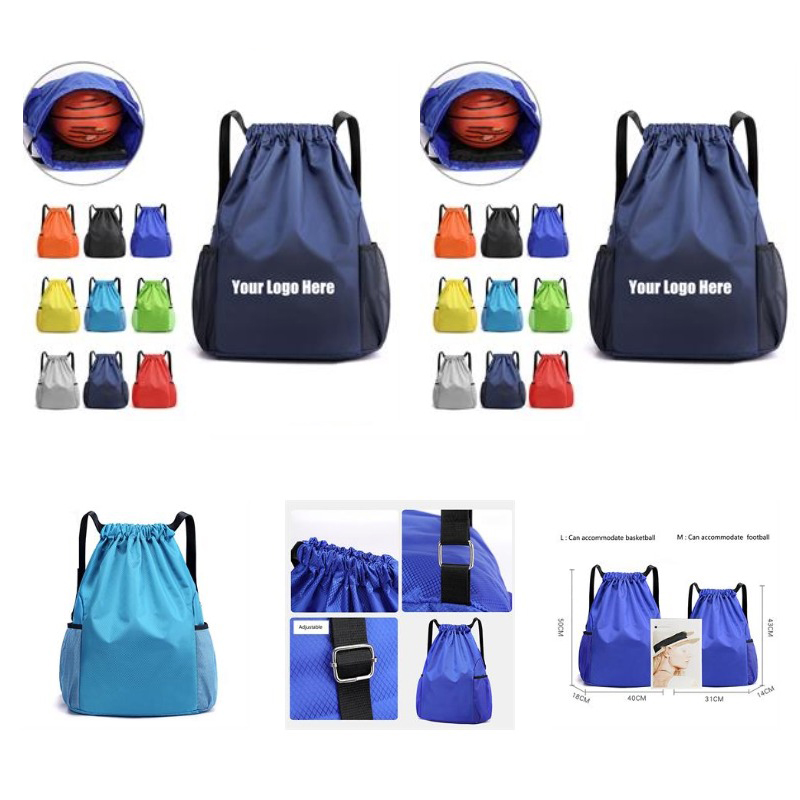 Your Logo Here
Your Logo Here
L : Can accommodate basketball
M : Can accommodate football
Adjustable
50CM
43CM
18CM
40CM
31CM
14CM